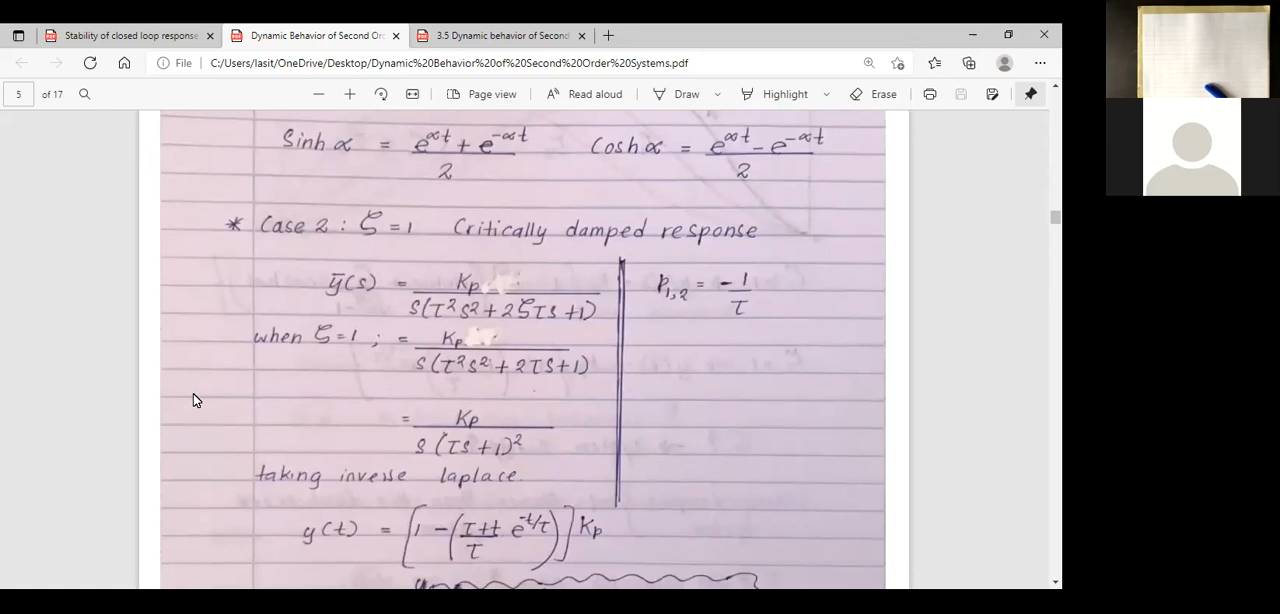 Stability of closed loop response
Dynamic Behavior of Second Or
3.5 Dynamic behavior of Second
File C:/Users/lasit/OneDrive/Desktop/Dynamic%20Behavior%20of%20Second%20Order%20Systems.pdf
5 of 17 Page view Read aloud Draw Highlight Erase
Sinh α = e^αt + e^-αt / 2 Cosh α = e^αt - e^-αt / 2
* Case 2 : ζ = 1 Critically damped response
ȳ(s) = Kp / s(τ²s² + 2ζτs + 1) P1,2 = - 1/τ
when ζ = 1 ; = Kp / s(τ²s² + 2τs + 1)
= Kp / s(τs + 1)²
taking inverse laplace.
y(t) = [1 - (τ+t/τ e^-t/τ)] Kp